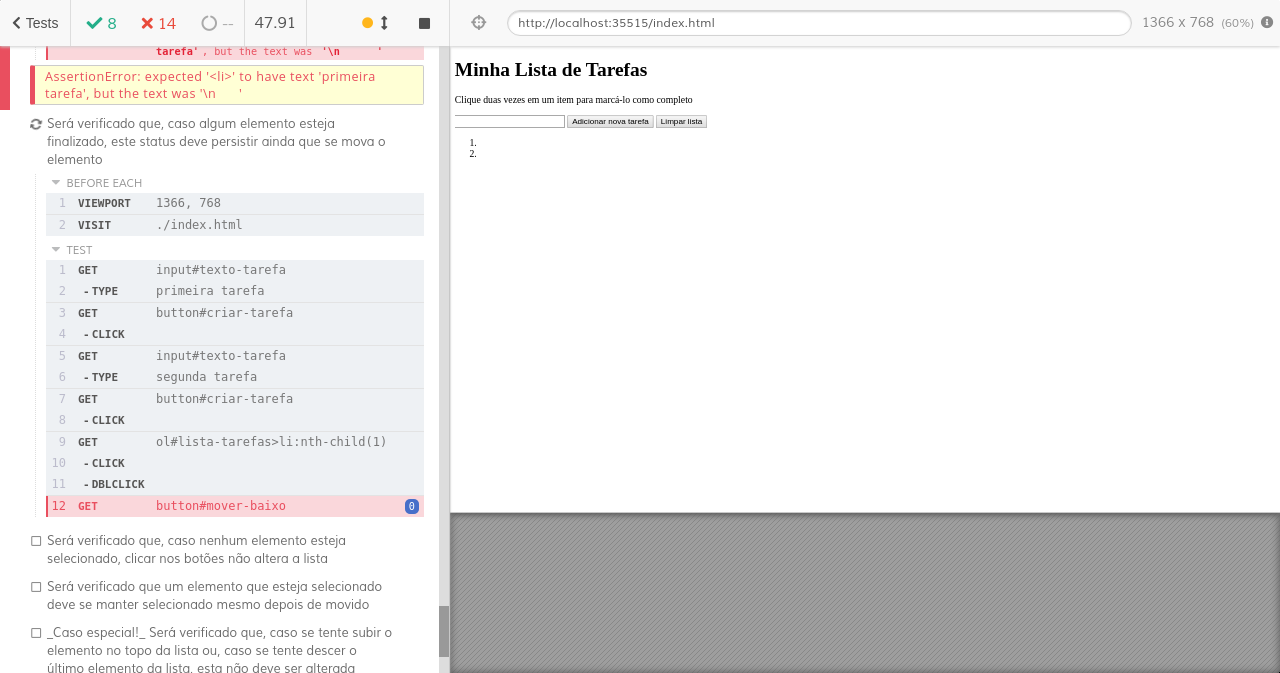 Tests
8
14
--
47.91
http://localhost:35515/index.html
1366 x 768 (60%)
tarefa', but the text was '\n      '
AssertionError: expected '<li>' to have text 'primeira
tarefa', but the text was '\n      '
Será verificado que, caso algum elemento esteja
finalizado, este status deve persistir ainda que se mova o
elemento
BEFORE EACH
1 VIEWPORT 1366, 768
2 VISIT ./index.html
TEST
1 GET input#texto-tarefa
2 -TYPE primeira tarefa
3 GET button#criar-tarefa
4 -CLICK
5 GET input#texto-tarefa
6 -TYPE segunda tarefa
7 GET button#criar-tarefa
8 -CLICK
9 GET ol#lista-tarefas>li:nth-child(1)
10 -CLICK
11 -DBLCLICK
12 GET button#mover-baixo 0
Será verificado que, caso nenhum elemento esteja
selecionado, clicar nos botões não altera a lista
Será verificado que um elemento que esteja selecionado
deve se manter selecionado mesmo depois de movido
_Caso especial!_ Será verificado que, caso se tente subir o
elemento no topo da lista ou, caso se tente descer o
último elemento da lista, esta não deve ser alterada
Minha Lista de Tarefas
Clique duas vezes em um item para marcá-lo como completo
Adicionar nova tarefa
Limpar lista
1.
2.